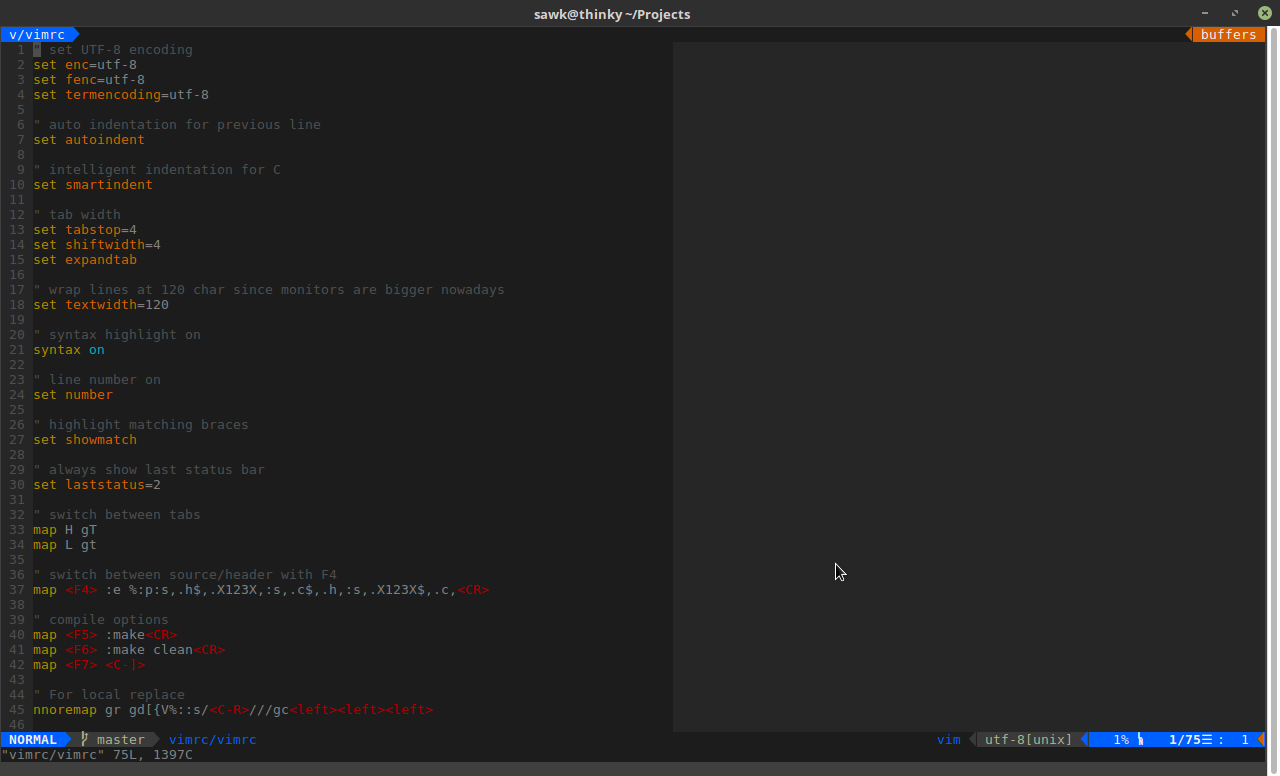 sawk@thinky ~/Projects
v/vimrc buffers
1 " set UTF-8 encoding
2 set enc=utf-8
3 set fenc=utf-8
4 set termencoding=utf-8
5
6 " auto indentation for previous line
7 set autoindent
8
9 " intelligent indentation for C
10 set smartindent
11
12 " tab width
13 set tabstop=4
14 set shiftwidth=4
15 set expandtab
16
17 " wrap lines at 120 char since monitors are bigger nowadays
18 set textwidth=120
19
20 " syntax highlight on
21 syntax on
22
23 " line number on
24 set number
25
26 " highlight matching braces
27 set showmatch
28
29 " always show last status bar
30 set laststatus=2
31
32 " switch between tabs
33 map H gT
34 map L gt
35
36 " switch between source/header with F4
37 map <F4> :e %:p:s,.h$,.X123X,:s,.c$,.h,:s,.X123X$,.c,<CR>
38
39 " compile options
40 map <F5> :make<CR>
41 map <F6> :make clean<CR>
42 map <F7> <C-]>
43
44 " For local replace
45 nnoremap gr gd[{V%::s/<C-R>///gc<left><left><left>
46
NORMAL master vimrc/vimrc vim utf-8[unix] 1% 1/75☰ : 1
"vimrc/vimrc" 75L, 1397C